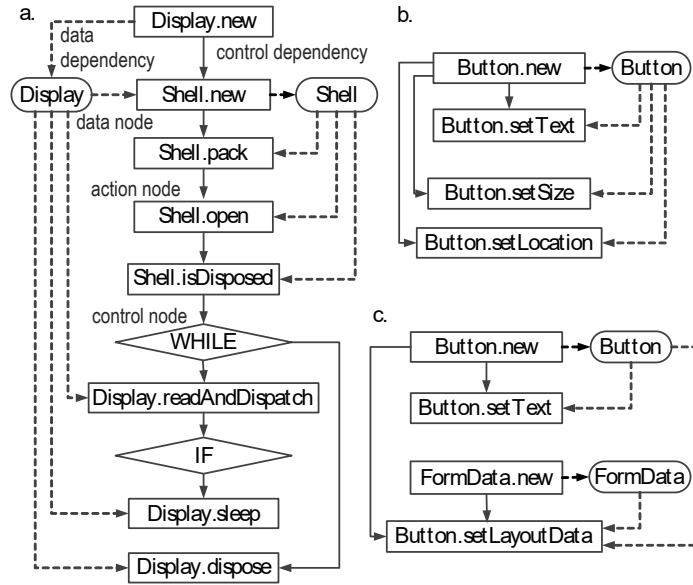 a.
Display.new
data
dependency
control dependency
Display
Shell.new
Shell
data node
Shell.pack
action node
Shell.open
Shell.isDisposed
control node
WHILE
Display.readAndDispatch
IF
Display.sleep
Display.dispose
b.
Button.new
Button
Button.setText
Button.setSize
Button.setLocation
c.
Button.new
Button
Button.setText
FormData.new
FormData
Button.setLayoutData